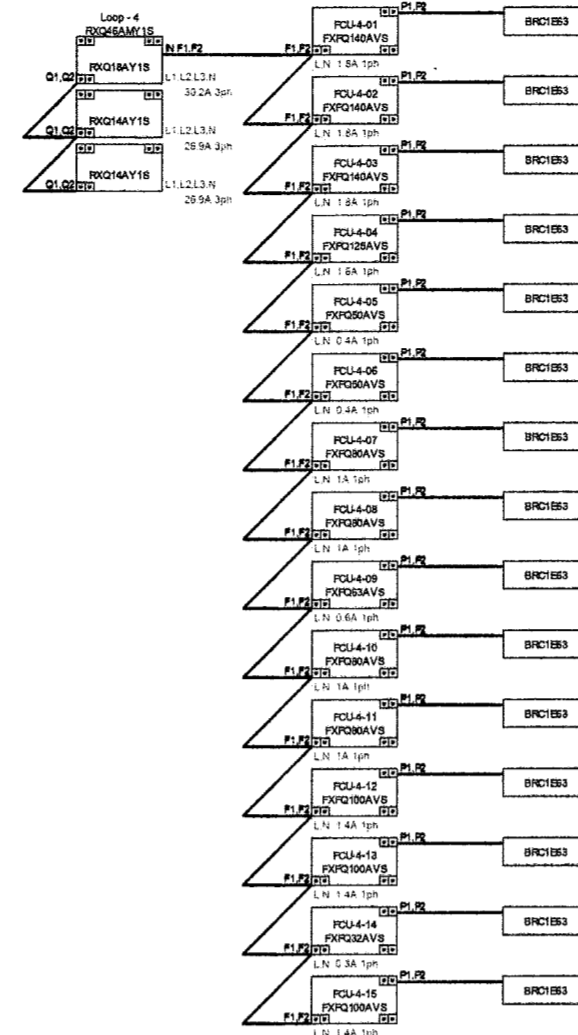 Loop - 4
RXQ46AMY1S
RXQ18AY1S
IN F1,F2
Q1,Q2
L1,L2,L3,N
30.2A 3ph
RXQ14AY1S
Q1,Q2
L1,L2,L3,N
26.9A 3ph
RXQ14AY1S
Q1,Q2
L1,L2,L3,N
26.9A 3ph
P1,P2
FCU-4-01
FXFQ140AVS
BRC1E63
F1,F2
L,N 1.8A 1ph
P1,P2
FCU-4-02
FXFQ140AVS
BRC1E63
F1,F2
L,N 1.8A 1ph
P1,P2
FCU-4-03
FXFQ140AVS
BRC1E63
F1,F2
L,N 1.8A 1ph
P1,P2
FCU-4-04
FXFQ125AVS
BRC1E63
F1,F2
L,N 1.6A 1ph
P1,P2
FCU-4-05
FXFQ50AVS
BRC1E63
F1,F2
L,N 0.4A 1ph
P1,P2
FCU-4-06
FXFQ50AVS
BRC1E63
F1,F2
L,N 0.4A 1ph
P1,P2
FCU-4-07
FXFQ80AVS
BRC1E63
F1,F2
L,N 1A 1ph
P1,P2
FCU-4-08
FXFQ80AVS
BRC1E63
F1,F2
L,N 1A 1ph
P1,P2
FCU-4-09
FXFQ63AVS
BRC1E63
F1,F2
L,N 0.6A 1ph
P1,P2
FCU-4-10
FXFQ80AVS
BRC1E63
F1,F2
L,N 1A 1ph
P1,P2
FCU-4-11
FXFQ80AVS
BRC1E63
F1,F2
L,N 1A 1ph
P1,P2
FCU-4-12
FXFQ100AVS
BRC1E63
F1,F2
L,N 1.4A 1ph
P1,P2
FCU-4-13
FXFQ100AVS
BRC1E63
F1,F2
L,N 1.4A 1ph
P1,P2
FCU-4-14
FXFQ32AVS
BRC1E63
F1,F2
L,N 0.3A 1ph
P1,P2
FCU-4-15
FXFQ100AVS
BRC1E63
F1,F2
L,N 1.4A 1ph